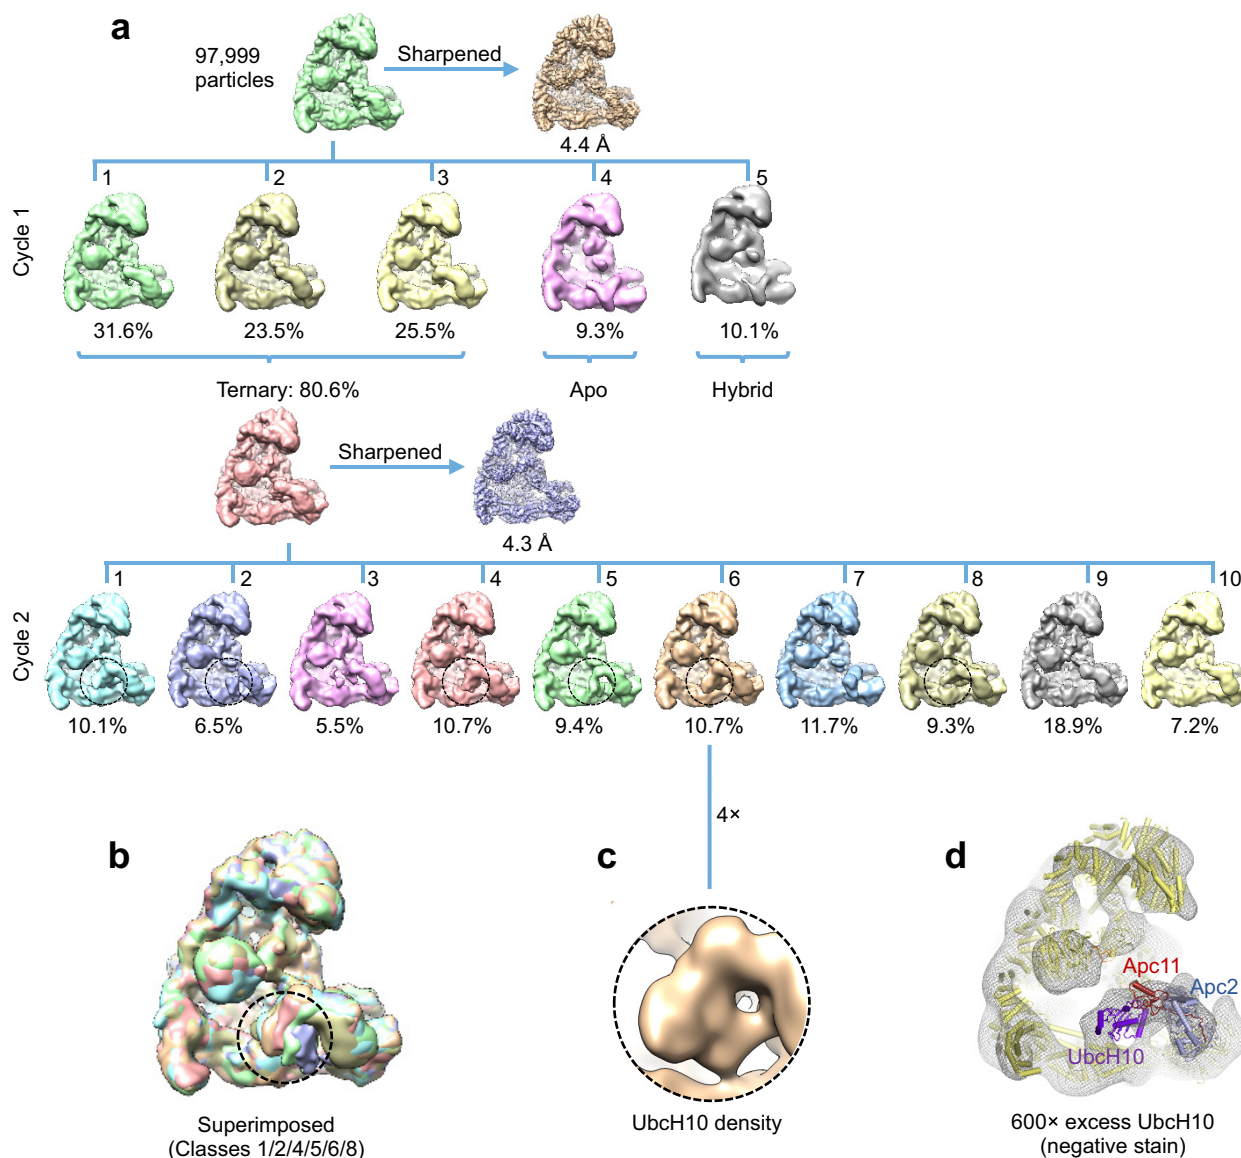 a
97,999
particles
Sharpened
4.4 Å
Cycle 1
1
2
3
4
5
31.6%
23.5%
25.5%
9.3%
10.1%
Ternary: 80.6%
Apo
Hybrid
Sharpened
4.3 Å
Cycle 2
1
2
3
4
5
6
7
8
9
10
10.1%
6.5%
5.5%
10.7%
9.4%
10.7%
11.7%
9.3%
18.9%
7.2%
4×
b
Superimposed
(Classes 1/2/4/5/6/8)
c
UbcH10 density
d
Apc11
Apc2
UbcH10
600× excess UbcH10
(negative stain)